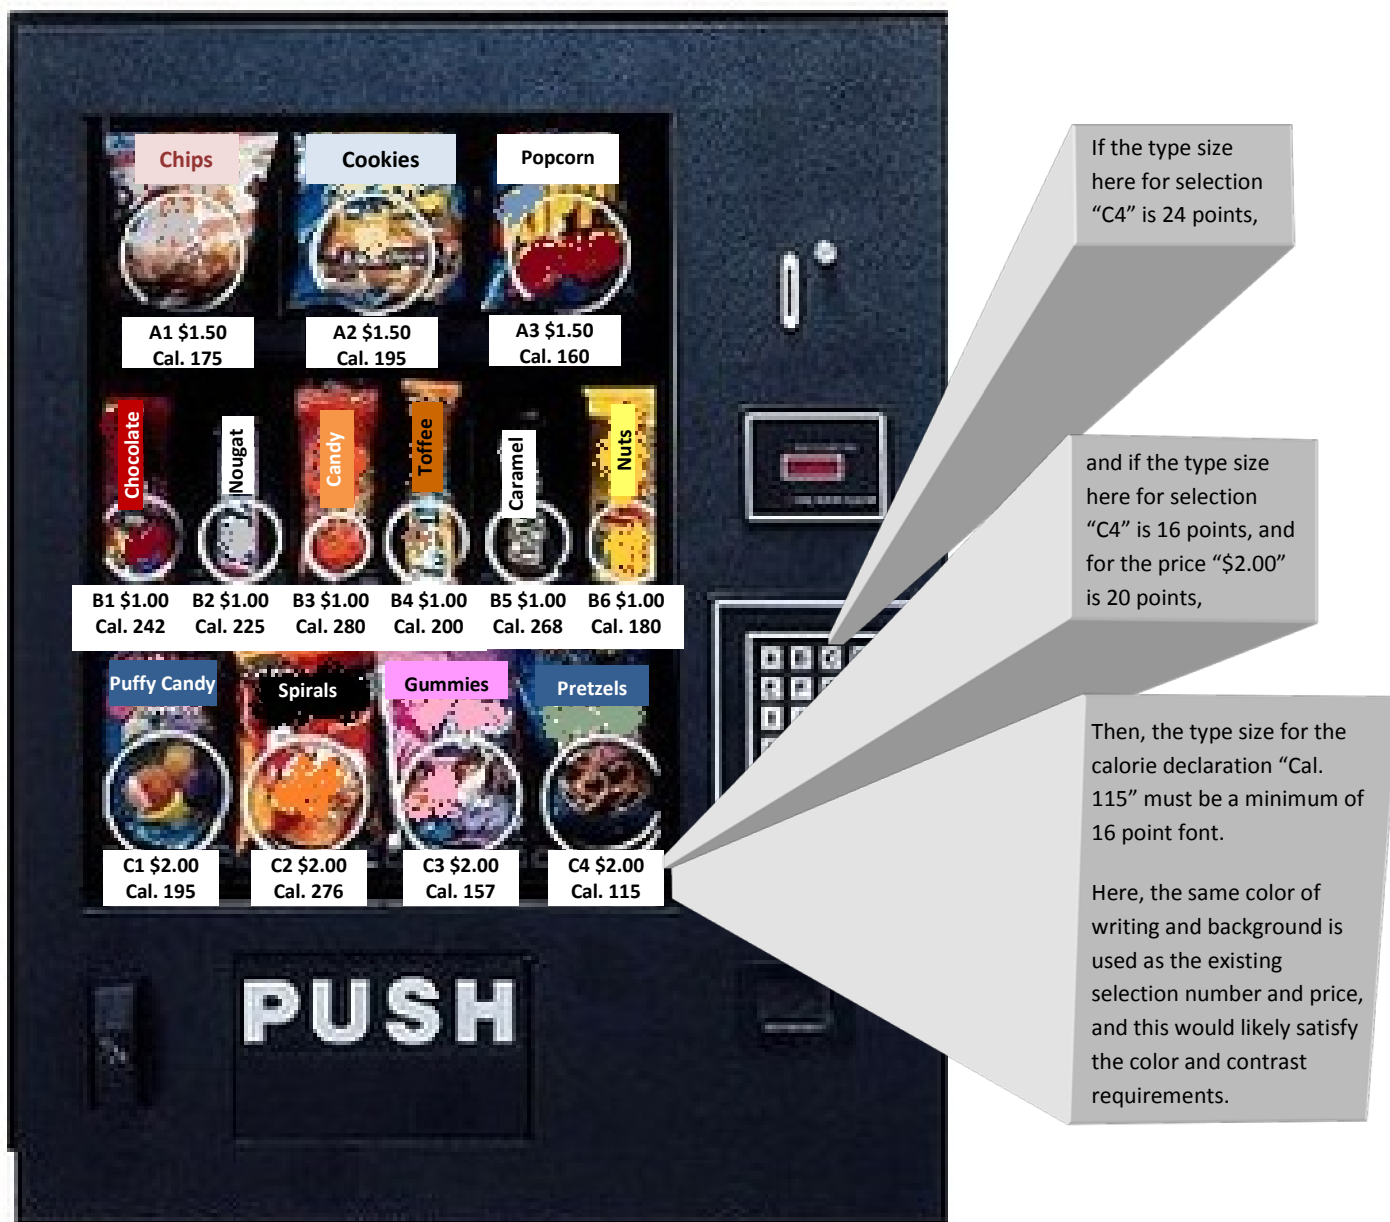 Chips
Cookies
Popcorn
A1 $1.50
Cal. 175
A2 $1.50
Cal. 195
A3 $1.50
Cal. 160
Chocolate
Nougat
Candy
Toffee
Caramel
Nuts
B1 $1.00
Cal. 242
B2 $1.00
Cal. 225
B3 $1.00
Cal. 280
B4 $1.00
Cal. 200
B5 $1.00
Cal. 268
B6 $1.00
Cal. 180
Puffy Candy
Spirals
Gummies
Pretzels
C1 $2.00
Cal. 195
C2 $2.00
Cal. 276
C3 $2.00
Cal. 157
C4 $2.00
Cal. 115
PUSH
If the type size
here for selection
“C4” is 24 points,
and if the type size
here for selection
“C4” is 16 points, and
for the price “$2.00”
is 20 points,
Then, the type size for the
calorie declaration “Cal.
115” must be a minimum of
16 point font.
Here, the same color of
writing and background is
used as the existing
selection number and price,
and this would likely satisfy
the color and contrast
requirements.